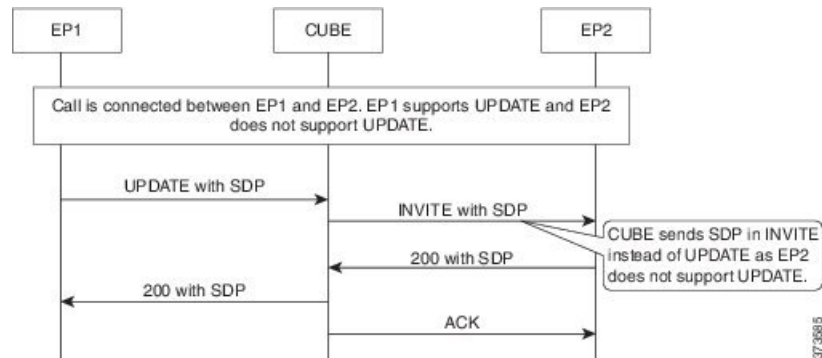 EP1
CUBE
EP2
Call is connected between EP1 and EP2. EP1 supports UPDATE and EP2
does not support UPDATE.
UPDATE with SDP
INVITE with SDP
CUBE sends SDP in INVITE
instead of UPDATE as EP2
does not support UPDATE.
200 with SDP
200 with SDP
ACK
373585